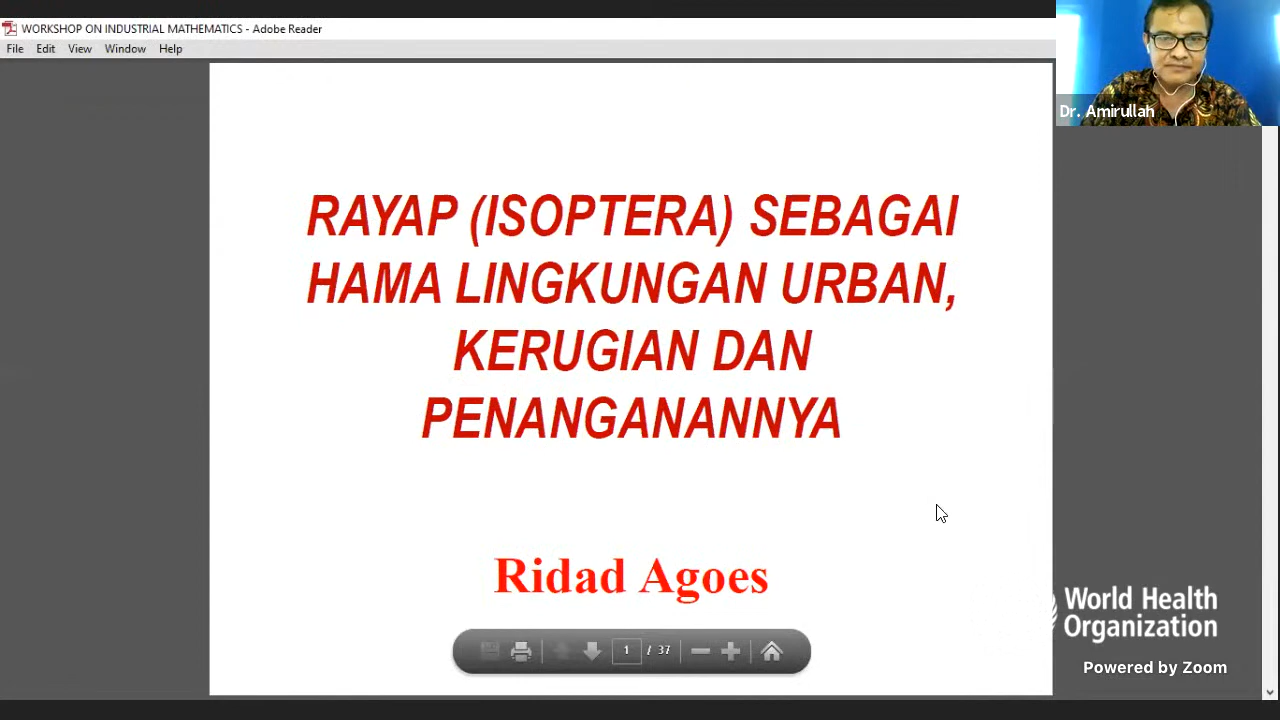 WORKSHOP ON INDUSTRIAL MATHEMATICS - Adobe Reader
File Edit View Window Help
Dr. Amirullah
RAYAP (ISOPTERA) SEBAGAI
HAMA LINGKUNGAN URBAN,
KERUGIAN DAN
PENANGANANNYA
Ridad Agoes
1 / 37
World Health
Organization
Powered by Zoom